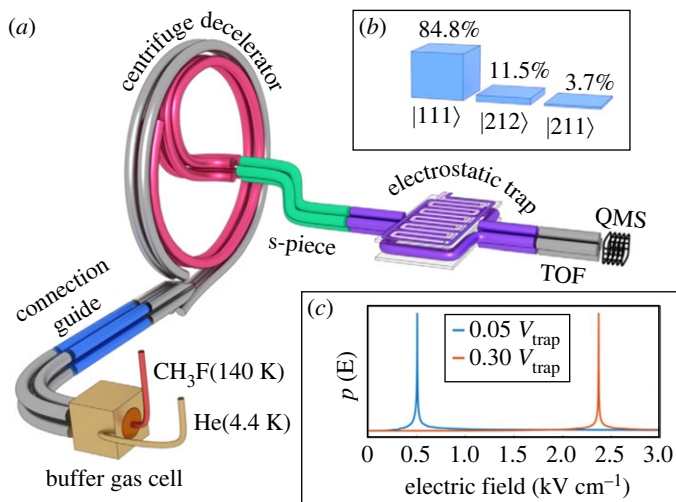 (a)
centrifuge decelerator
connection
guide
CH₃F(140 K)
He(4.4 K)
buffer gas cell
s-piece
electrostatic trap
QMS
TOF
(b)
84.8%
11.5%
3.7%
|111⟩ |212⟩ |211⟩
(c)
0.05 V_trap
0.30 V_trap
p (E)
0 0.5 1.0 1.5 2.0 2.5 3.0
electric field (kV cm⁻¹)